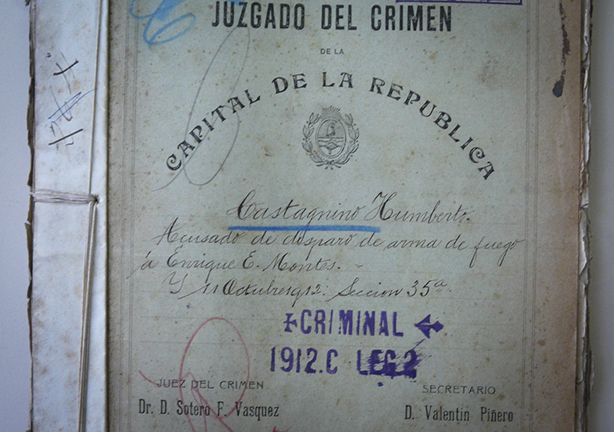 JUZGADO DEL CRIMEN
DE LA
CAPITAL DE LA REPUBLICA
Castagnino Humberto.
Acusado de disparo de arma de fuego
á Enrique E. Montes. -
11 Octubre 912. Seccion 35a
CRIMINAL
1912.C LEG 2
JUEZ DEL CRIMEN
Dr. D. Sotero F. Vasquez
SECRETARIO
D. Valentin Piñero